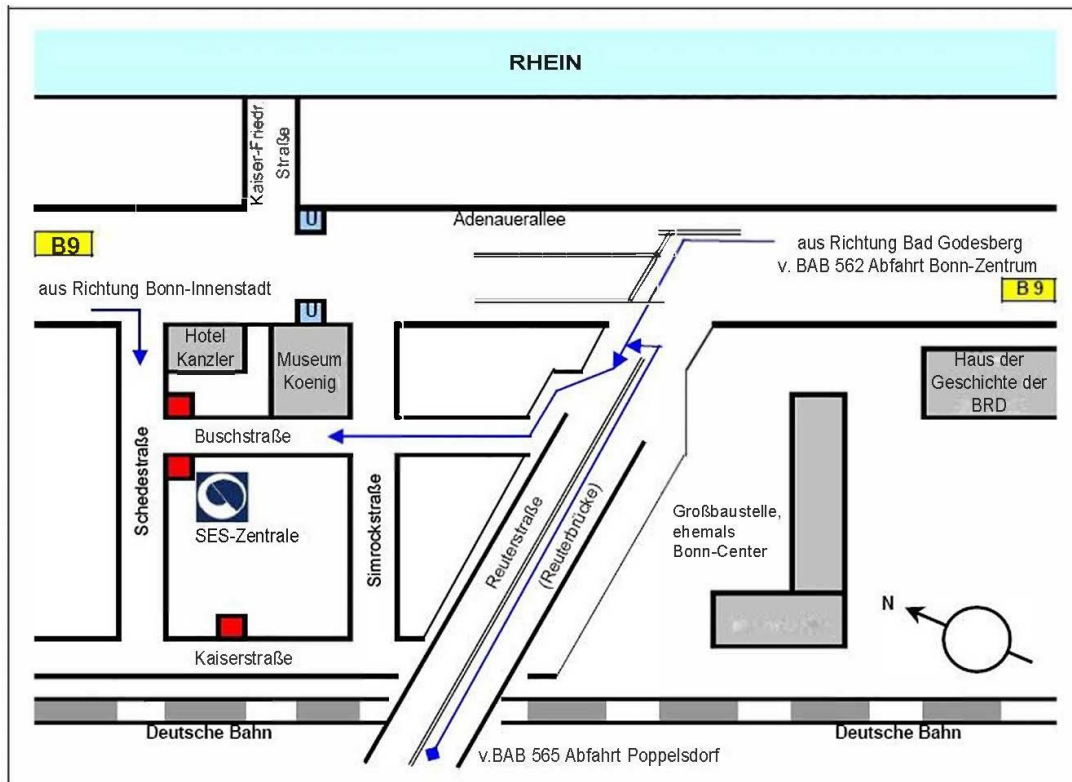 RHEIN
Kaiser-Friedr.
Straße
U
Adenauerallee
B9
aus Richtung Bad Godesberg
v. BAB 562 Abfahrt Bonn-Zentrum
B 9
aus Richtung Bonn-Innenstadt
U
Hotel
Kanzler
Museum
Koenig
Haus der
Geschichte der
BRD
Buschstraße
Schedestraße
SES-Zentrale
Simrockstraße
Reuterstraße
(Reuterbrücke)
Großbaustelle,
ehemals
Bonn-Center
N
Kaiserstraße
Deutsche Bahn
Deutsche Bahn
v.BAB 565 Abfahrt Poppelsdorf